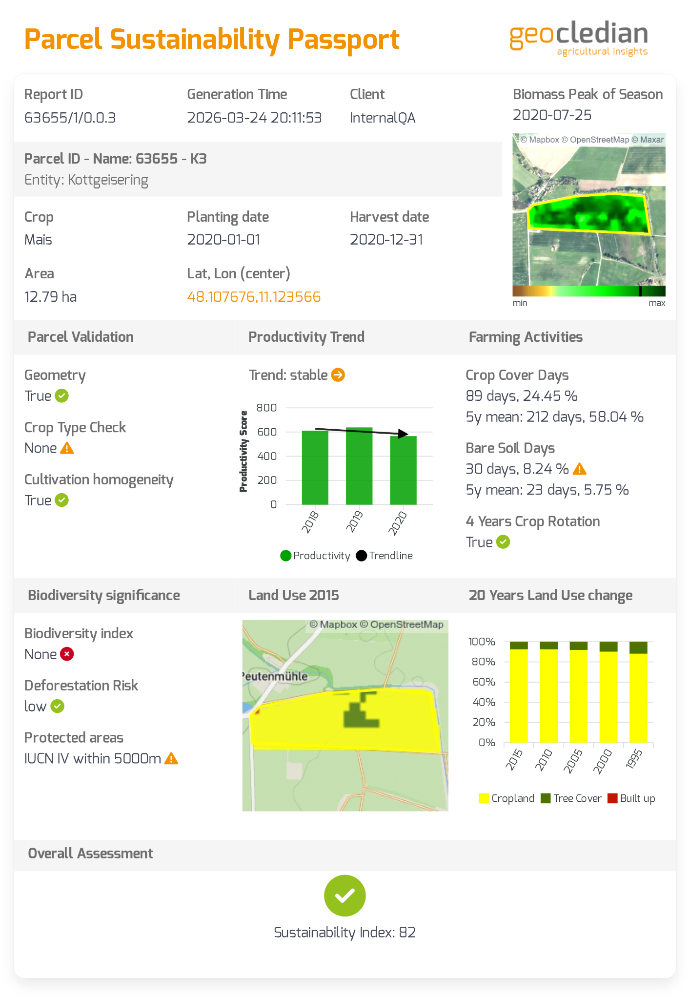 Parcel Sustainability Passport
geocledian
agricultural insights
Report ID
63655/1/0.0.3
Generation Time
2026-03-24 20:11:53
Client
InternalQA
Biomass Peak of Season
2020-07-25
© Mapbox © OpenStreetMap © Maxar
min
max
Parcel ID - Name: 63655 - K3
Entity: Kottgeisering
Crop
Mais
Planting date
2020-01-01
Harvest date
2020-12-31
Area
12.79 ha
Lat, Lon (center)
48.107676,11.123566
Parcel Validation
Geometry
True
Crop Type Check
None
Cultivation homogeneity
True
Productivity Trend
Trend: stable
Productivity Score
800
600
400
200
0
2018
2019
2020
Productivity
Trendline
Farming Activities
Crop Cover Days
89 days, 24.45 %
5y mean: 212 days, 58.04 %
Bare Soil Days
30 days, 8.24 %
5y mean: 23 days, 5.75 %
4 Years Crop Rotation
True
Biodiversity significance
Biodiversity index
None
Deforestation Risk
low
Protected areas
IUCN IV within 5000m
Land Use 2015
© Mapbox © OpenStreetMap
Peutenmühle
20 Years Land Use change
100%
80%
60%
40%
20%
0%
2015
2010
2005
2000
1995
Cropland
Tree Cover
Built up
Overall Assessment
Sustainability Index: 82